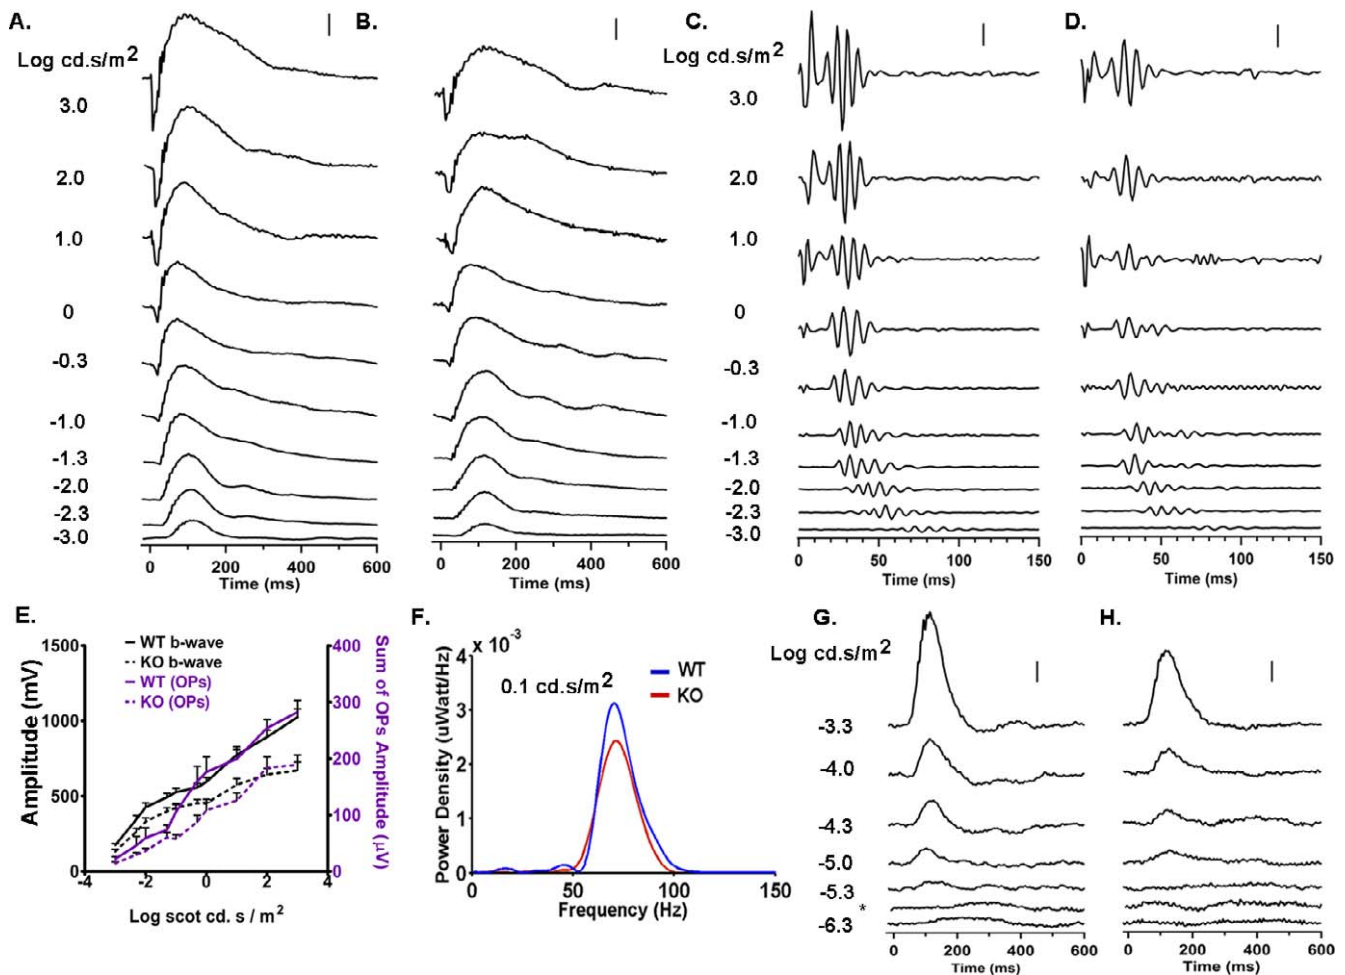 A.
B.
C.
D.
Log cd.s/m2
Log cd.s/m2
3.0
2.0
1.0
0
-0.3
-1.0
-1.3
-2.0
-2.3
-3.0
3.0
2.0
1.0
0
-0.3
-1.0
-1.3
-2.0
-2.3
-3.0
0 200 400 600
Time (ms)
0 200 400 600
Time (ms)
0 50 100 150
Time (ms)
0 50 100 150
Time (ms)
E.
WT b-wave
KO b-wave
WT (OPs)
KO (OPs)
Amplitude (mV)
1500
1000
500
0
Sum of OPs Amplitude (μV)
400
300
200
100
0
-4 -2 0 2 4
Log scot cd. s / m2
F.
x 10-3
0.1 cd.s/m2
WT
KO
Power Density (uWatt/Hz)
4
3
2
1
0
0 50 100 150
Frequency (Hz)
G.
H.
Log cd.s/m2
-3.3
-4.0
-4.3
-5.0
-5.3
*
-6.3
0 200 400 600
Time (ms)
0 200 400 600
Time (ms)